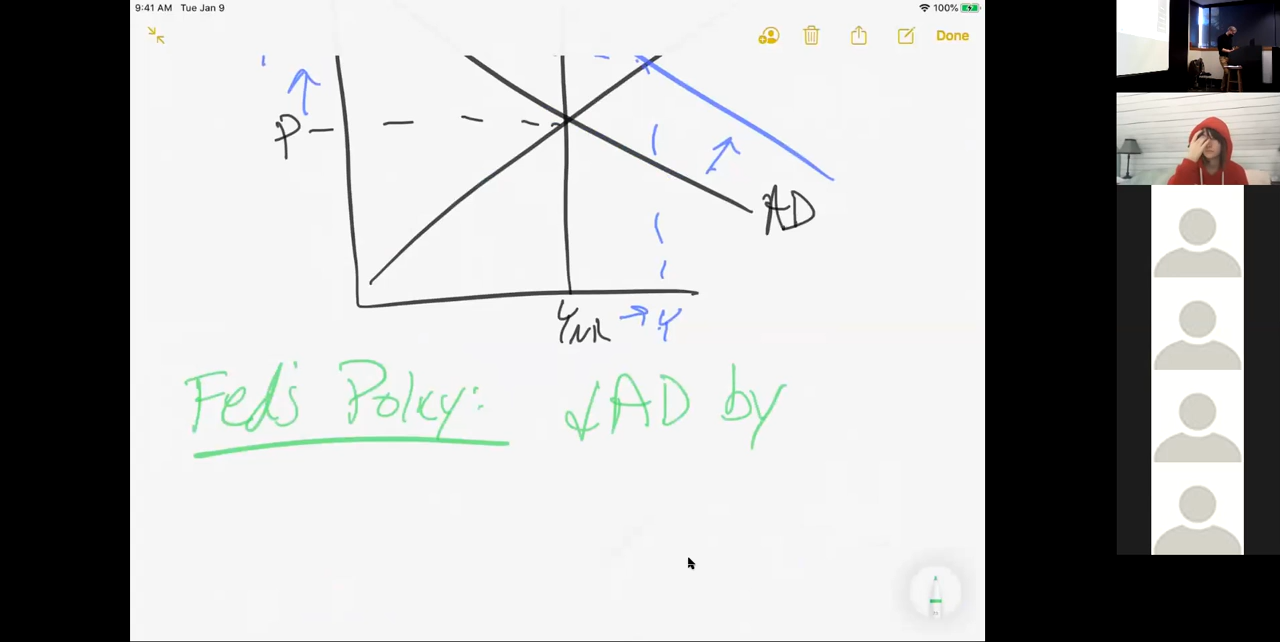 9:41 AM Tue Jan 9
100%
Done
P
AD
YNR → Y
Fed's Policy: ↓AD by